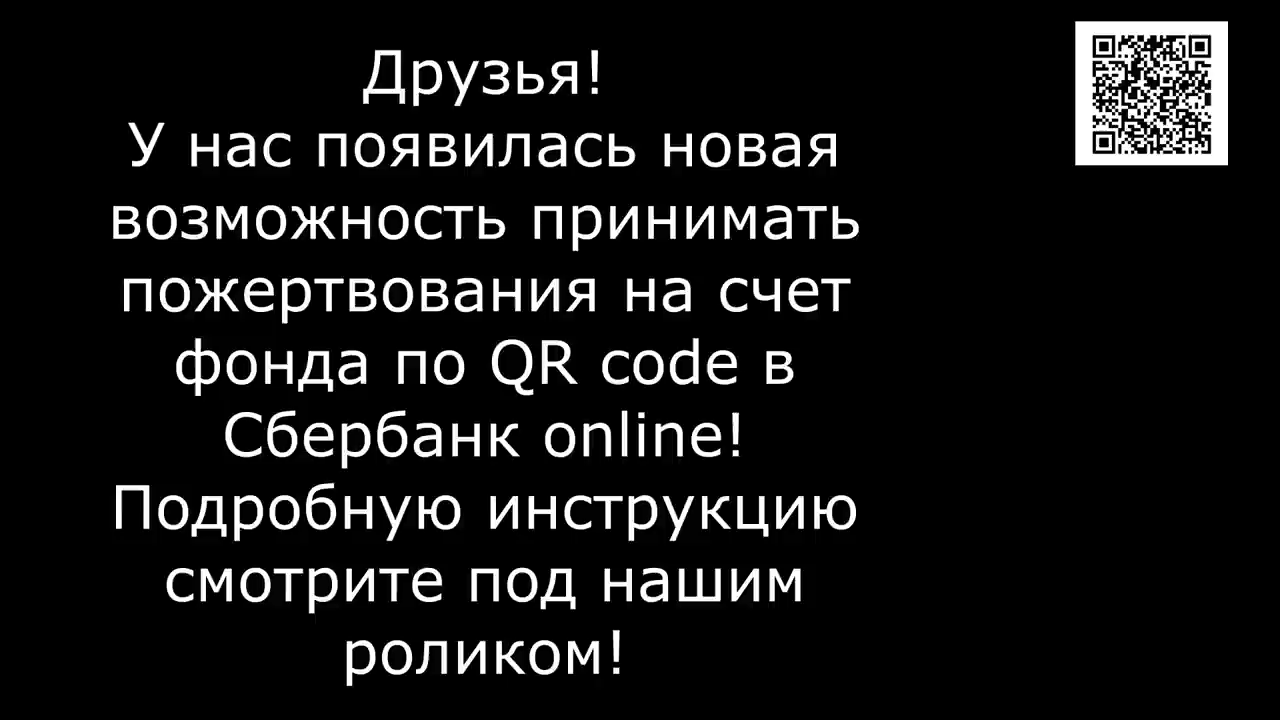 Друзья!
У нас появилась новая
возможность принимать
пожертвования на счет
фонда по QR code в
Сбербанк online!
Подробную инструкцию
смотрите под нашим
роликом!